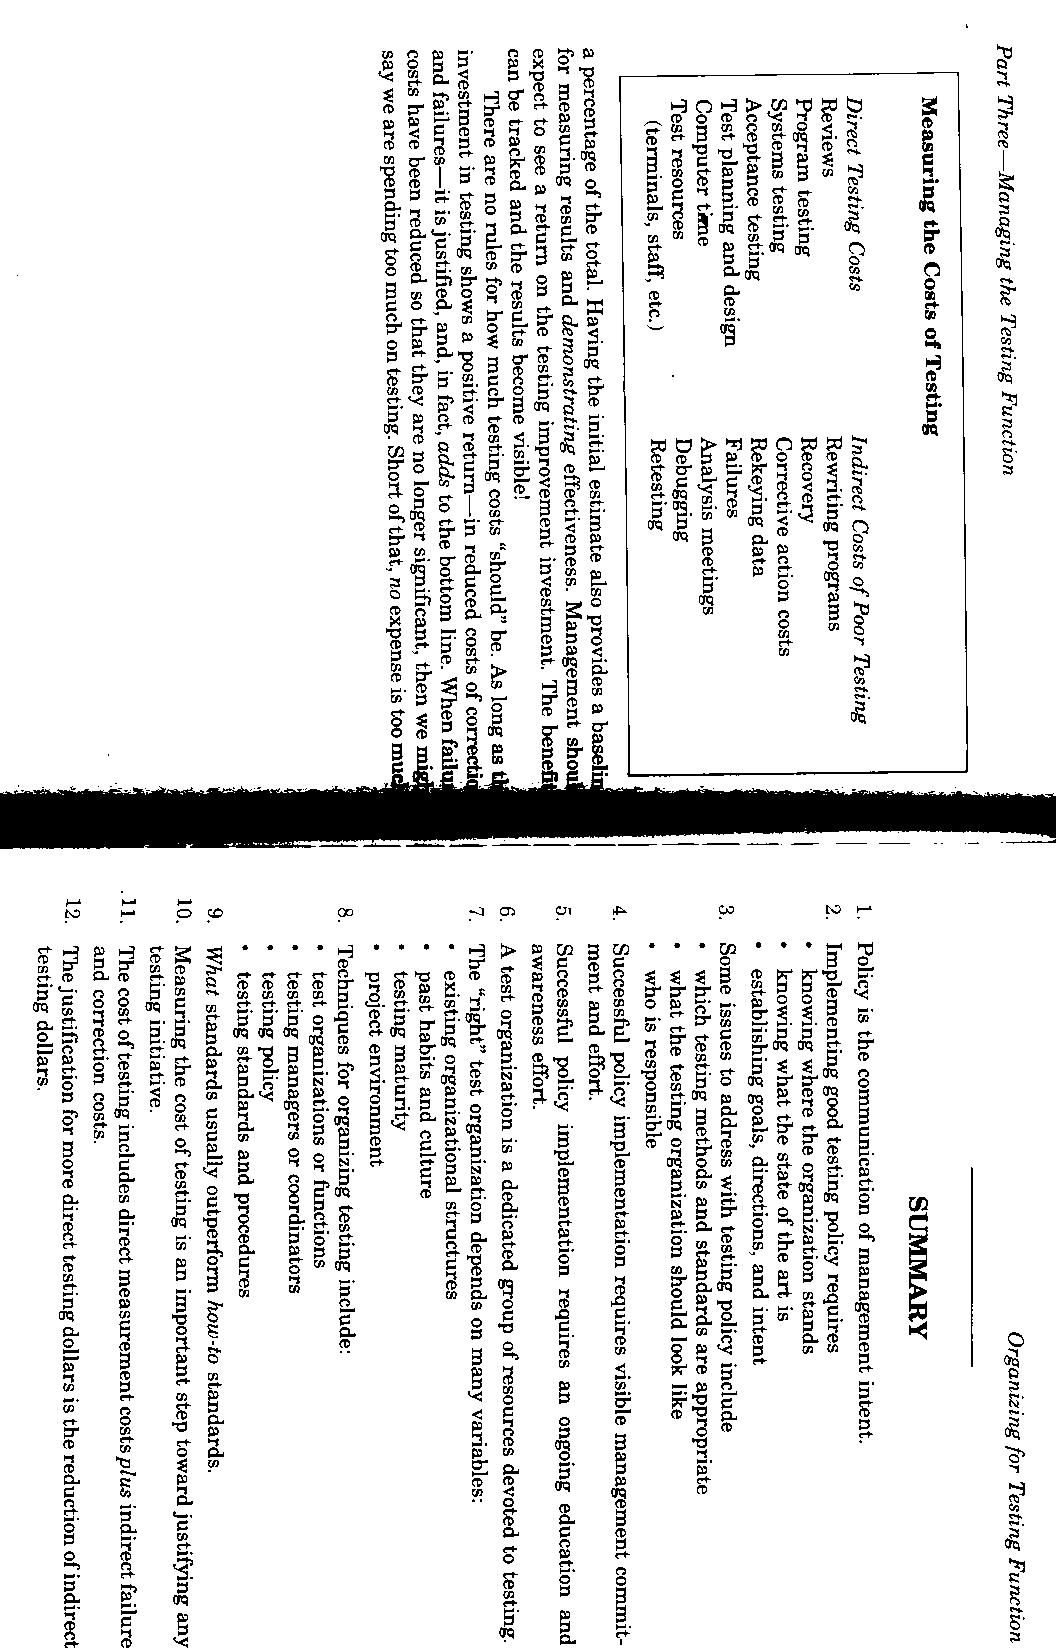 Part Three—Managing the Testing Function
Measuring the Costs of Testing
Direct Testing Costs
Reviews
Program testing
Systems testing
Acceptance testing
Test planning and design
Computer time
Test resources
(terminals, staff, etc.)
Indirect Costs of Poor Testing
Rewriting programs
Recovery
Corrective action costs
Rekeying data
Failures
Analysis meetings
Debugging
Retesting
a percentage of the total. Having the initial estimate also provides a baselin
for measuring results and demonstrating effectiveness. Management shoul
expect to see a return on the testing improvement investment. The benefit
can be tracked and the results become visible!
There are no rules for how much testing costs “should” be. As long as th
investment in testing shows a positive return—in reduced costs of correctio
and failures—it is justified, and, in fact, adds to the bottom line. When failu
costs have been reduced so that they are no longer significant, then we mig
say we are spending too much on testing. Short of that, no expense is too muc
Organizing for Testing Function
SUMMARY
1. Policy is the communication of management intent.
2. Implementing good testing policy requires
• knowing where the organization stands
• knowing what the state of the art is
• establishing goals, directions, and intent
3. Some issues to address with testing policy include
• which testing methods and standards are appropriate
• what the testing organization should look like
• who is responsible
4. Successful policy implementation requires visible management commit-
ment and effort.
5. Successful policy implementation requires an ongoing education and
awareness effort.
6. A test organization is a dedicated group of resources devoted to testing.
7. The “right” test organization depends on many variables:
• existing organizational structures
• past habits and culture
• testing maturity
• project environment
8. Techniques for organizing testing include:
• test organizations or functions
• testing managers or coordinators
• testing policy
• testing standards and procedures
9. What standards usually outperform how-to standards.
10. Measuring the cost of testing is an important step toward justifying any
testing initiative.
11. The cost of testing includes direct measurement costs plus indirect failure
and correction costs.
12. The justification for more direct testing dollars is the reduction of indirect
testing dollars.